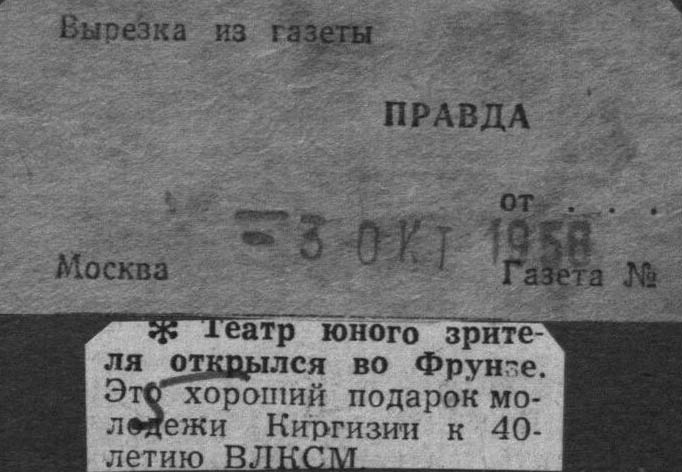 Вырезка из газеты
ПРАВДА
от . . .
- 3 ОКТ 1958
Москва Газета №
* Театр юного зрите-
ля открылся во Фрунзе.
Это хороший подарок мо-
лодежи Киргизии к 40-
летию ВЛКСМ.